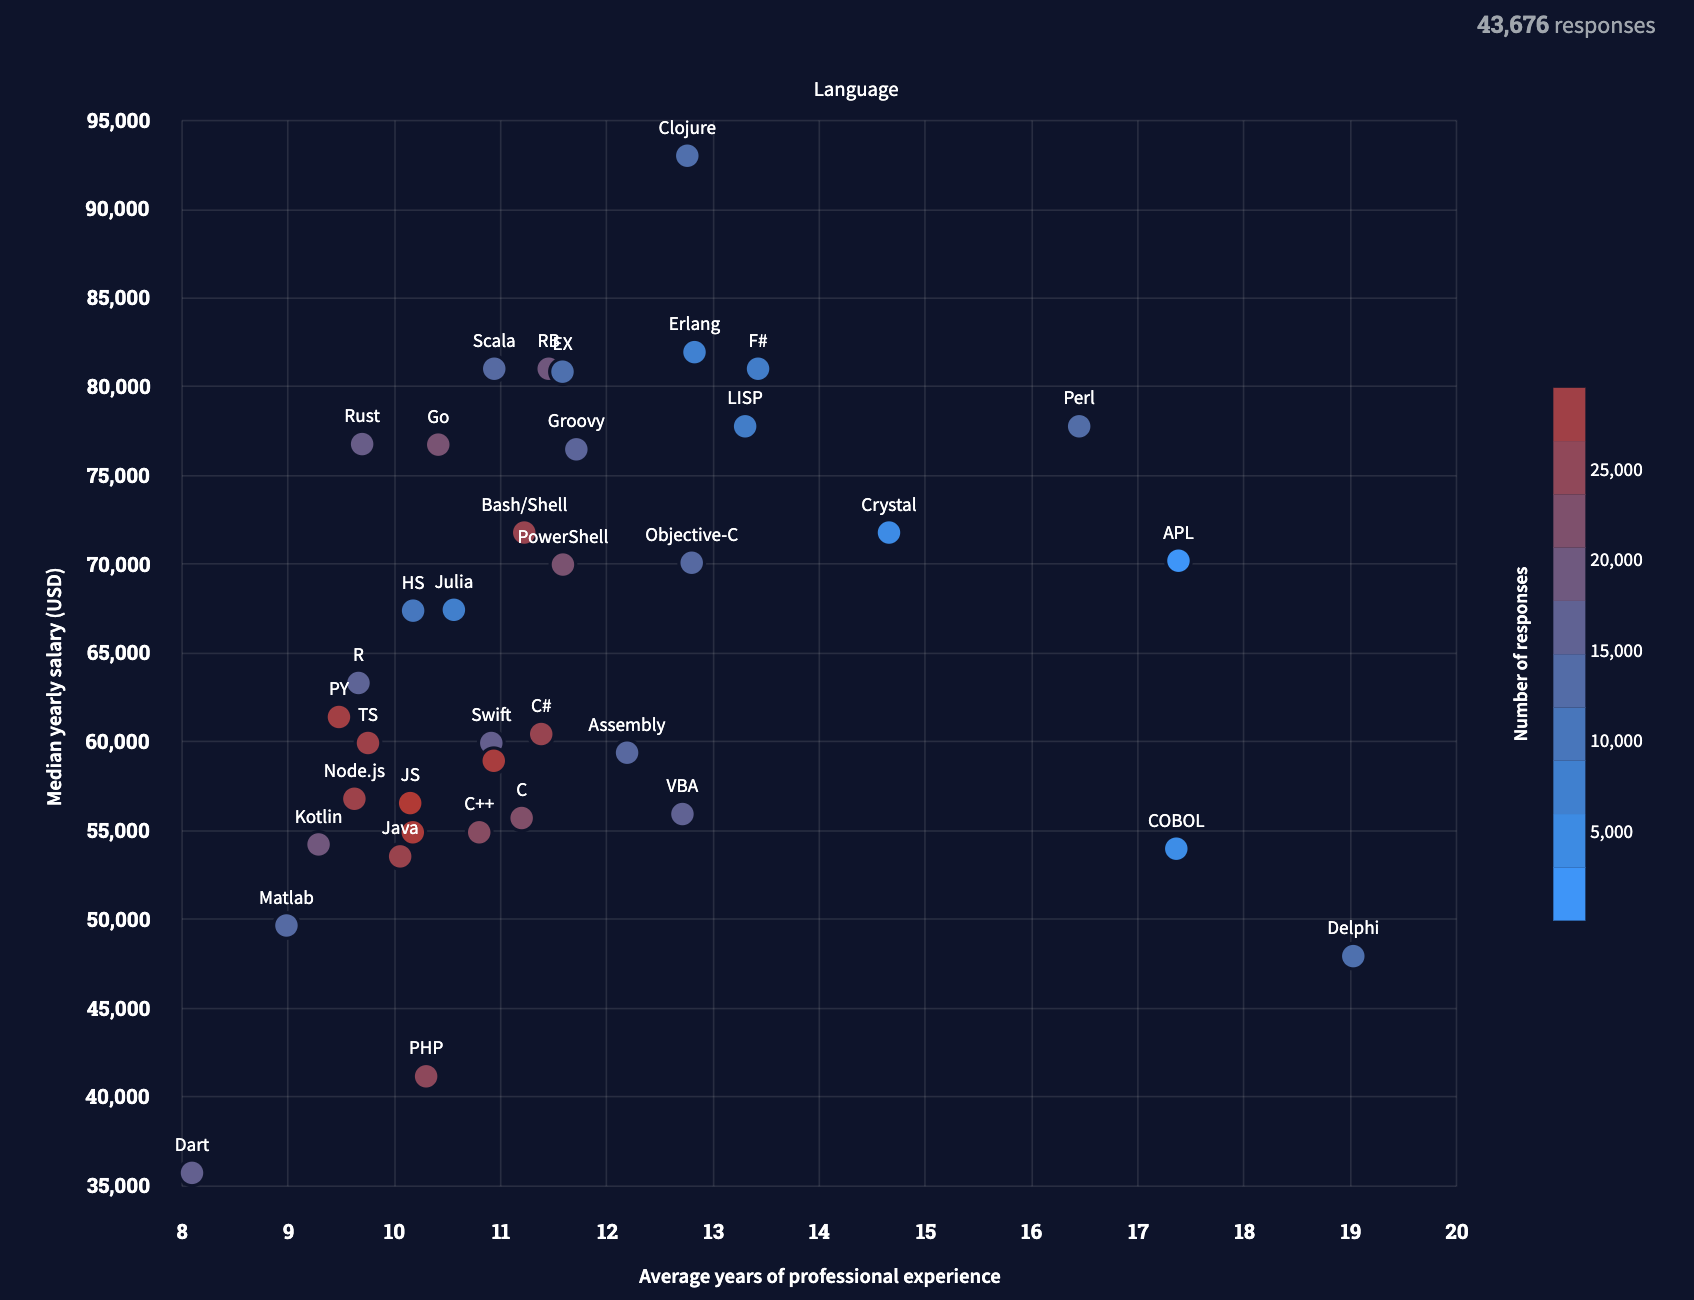 43,676 responses
Language
95,000
90,000
85,000
80,000
75,000
70,000
65,000
60,000
55,000
50,000
45,000
40,000
35,000
Median yearly salary (USD)
Clojure
Erlang
Scala
RB
EX
F#
LISP
Perl
Rust
Go
Groovy
Bash/Shell
PowerShell
Objective-C
Crystal
APL
HS
Julia
R
PY
TS
Swift
C#
Assembly
Node.js
JS
VBA
C++
C
Kotlin
Java
COBOL
Matlab
Delphi
PHP
Dart
8 9 10 11 12 13 14 15 16 17 18 19 20
Average years of professional experience
Number of responses
25,000
20,000
15,000
10,000
5,000